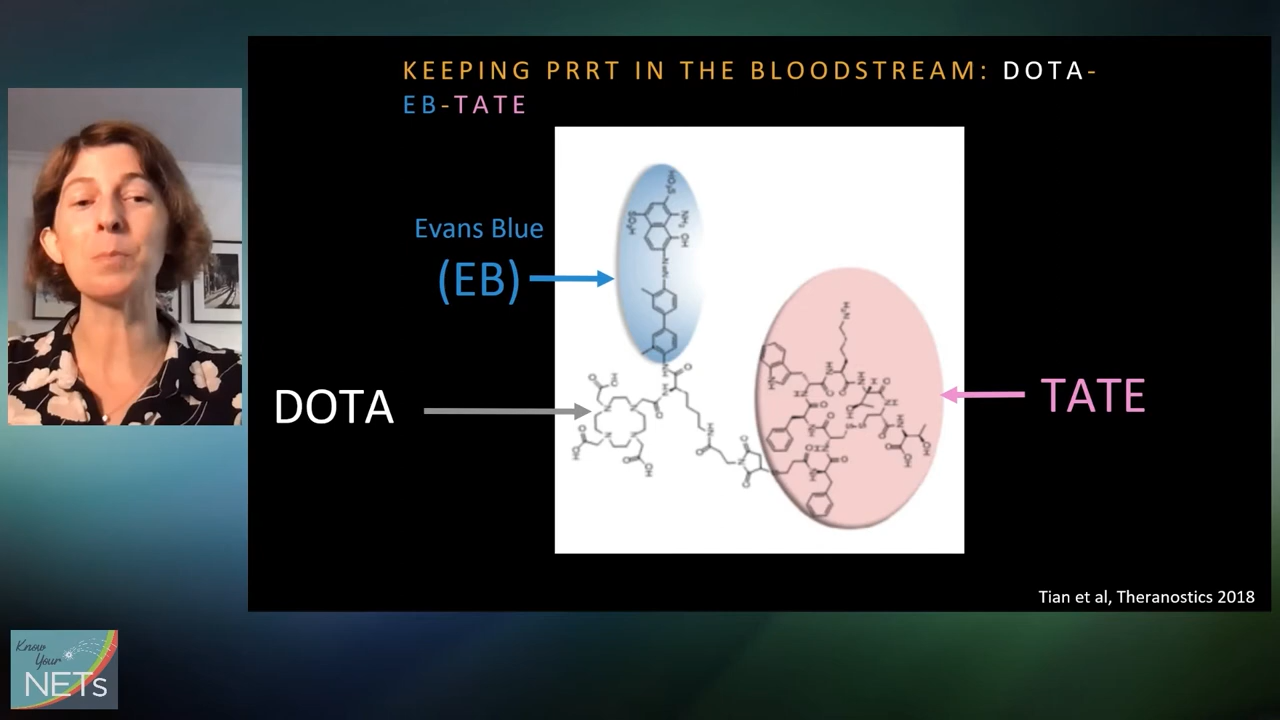 KEEPING PRRT IN THE BLOODSTREAM: DOTA-
EB-TATE
Evans Blue
(EB)
DOTA
TATE
Tian et al, Theranostics 2018
Know
Your
NETs